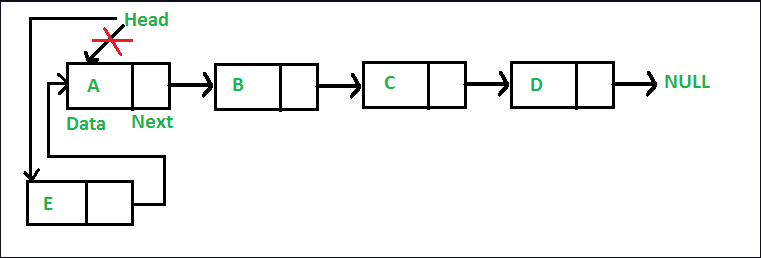 Head
A B C D NULL
Data Next
E